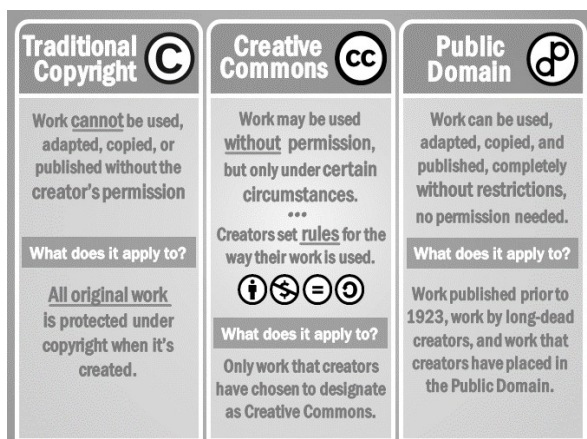 Traditional
Copyright
C
Work cannot be used,
adapted, copied, or
published without the
creator's permission
What does it apply to?
All original work
is protected under
copyright when it's
created.
Creative
Commons
cc
Work may be used
without permission,
but only under certain
circumstances.
...
Creators set rules for the
way their work is used.
$
=
What does it apply to?
Only work that creators
have chosen to designate
as Creative Commons.
Public
Domain
Work can be used,
adapted, copied, and
published, completely
without restrictions,
no permission needed.
What does it apply to?
Work published prior to
1923, work by long-dead
creators, and work that
creators have placed in
the Public Domain.